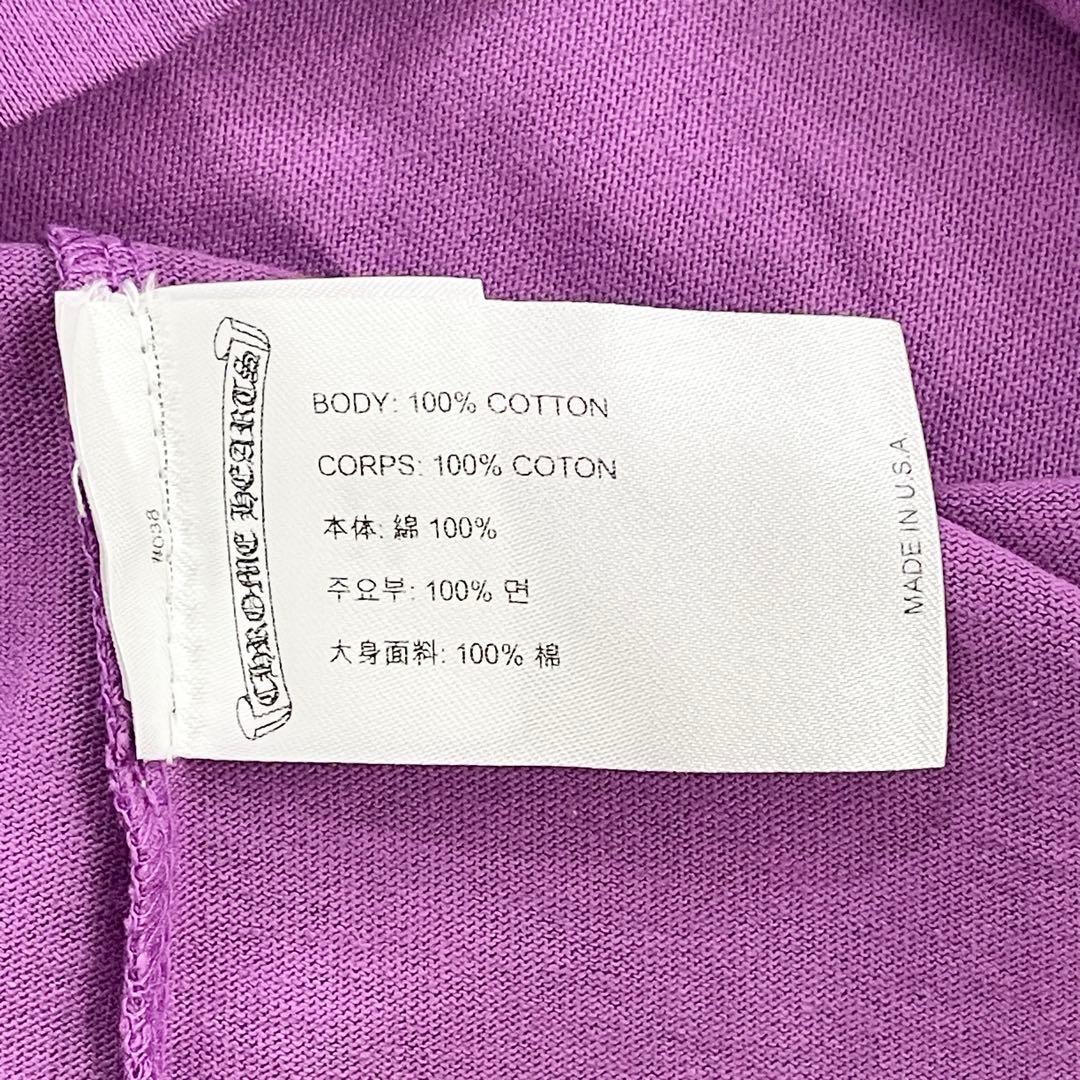 CHROME HEARTS
BODY: 100% COTTON
CORPS: 100% COTON
本体: 綿 100%
주요부: 100% 면
大身面料: 100% 棉
MADE IN U.S.A.